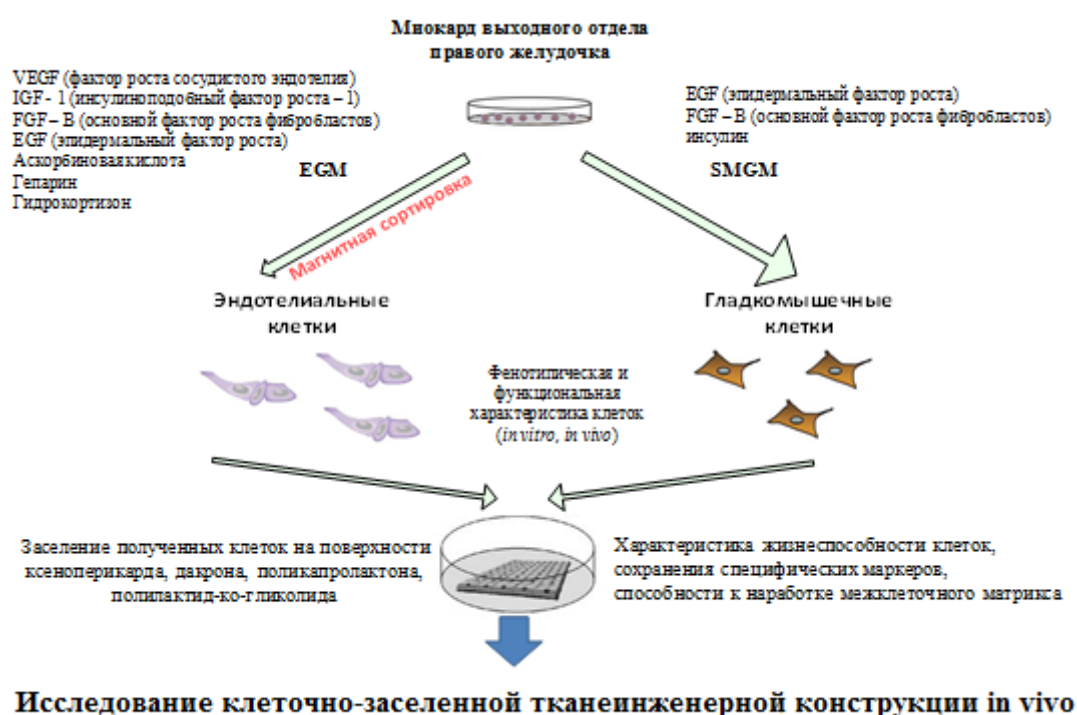 Миокард выходного отдела
правого желудочка
VEGF (фактор роста сосудистого эндотелия)
IGF - 1 (инсулиноподобный фактор роста – 1)
FGF – B (основной фактор роста фибробластов)
EGF (эпидермальный фактор роста)
Аскорбиновая кислота
Гепарин
Гидрокортизон
EGM
EGF (эпидермальный фактор роста)
FGF – B (основной фактор роста фибробластов)
инсулин
SMGM
Магнитная сортировка
Эндотелиальные
клетки
Гладкомышечные
клетки
Фенотипическая и
функциональная
характеристика клеток
(in vitro, in vivo)
Заселение полученных клеток на поверхности
ксеноперикарда, дакрона, поликапролактона,
полилактид-ко-гликолида
Характеристика жизнеспособности клеток,
сохранения специфических маркеров,
способности к наработке межклеточного матрикса
Исследование клеточно-заселенной тканеинженерной конструкции in vivo